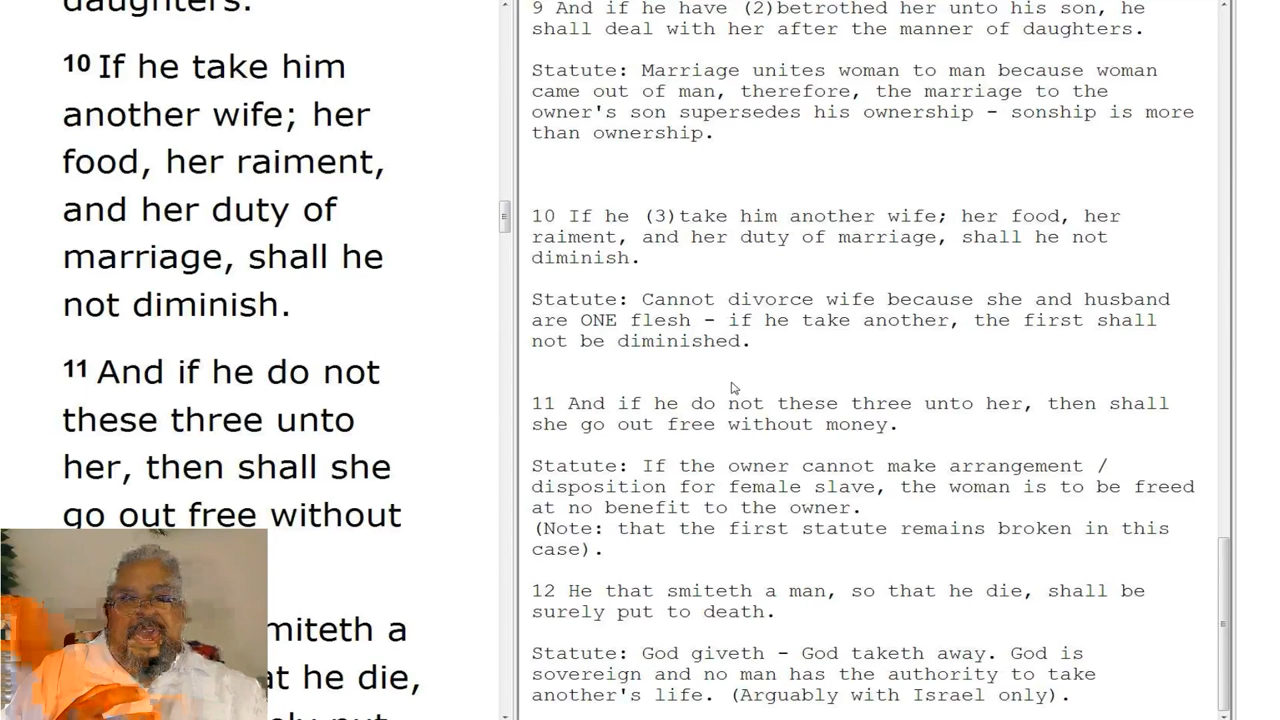 daughters.
10 If he take him
another wife; her
food, her raiment,
and her duty of
marriage, shall he
not diminish.
11 And if he do not
these three unto
her, then shall she
go out free without
miteth a
at he die,
9 And if he have (2)betrothed her unto his son, he
shall deal with her after the manner of daughters.
Statute: Marriage unites woman to man because woman
came out of man, therefore, the marriage to the
owner's son supersedes his ownership - sonship is more
than ownership.
10 If he (3)take him another wife; her food, her
raiment, and her duty of marriage, shall he not
diminish.
Statute: Cannot divorce wife because she and husband
are ONE flesh - if he take another, the first shall
not be diminished.
11 And if he do not these three unto her, then shall
she go out free without money.
Statute: If the owner cannot make arrangement /
disposition for female slave, the woman is to be freed
at no benefit to the owner.
(Note: that the first statute remains broken in this
case).
12 He that smiteth a man, so that he die, shall be
surely put to death.
Statute: God giveth - God taketh away. God is
sovereign and no man has the authority to take
another's life. (Arguably with Israel only).